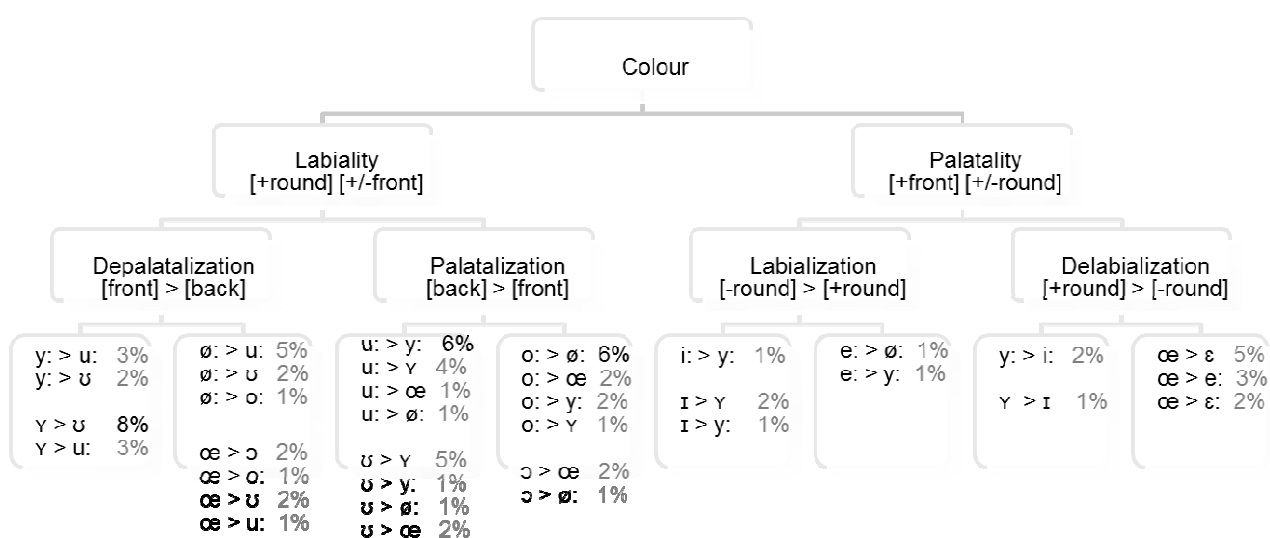 Colour
Labiality
[+round] [+/-front]
Palatality
[+front] [+/-round]
Depalatalization
[front] > [back]
Palatalization
[back] > [front]
Labialization
[-round] > [+round]
Delabialization
[+round] > [-round]
y: > u: 3%
y: > ʊ 2%
ʏ > ʊ 8%
ʏ > u: 3%
ø: > u: 5%
ø: > ʊ 2%
ø: > o: 1%
œ > ɔ 2%
œ > o: 1%
œ > ʊ 2%
œ > u: 1%
u: > y: 6%
u: > ʏ 4%
u: > œ 1%
u: > ø: 1%
ʊ > ʏ 5%
ʊ > y: 1%
ʊ > ø: 1%
ʊ > œ 2%
o: > ø: 6%
o: > œ 2%
o: > y: 2%
o: > ʏ 1%
ɔ > œ 2%
ɔ > ø: 1%
i: > y: 1%
ɪ > ʏ 2%
ɪ > y: 1%
e: > ø: 1%
e: > y: 1%
y: > i: 2%
ʏ > ɪ 1%
œ > ɛ 5%
œ > e: 3%
œ > ɛ: 2%